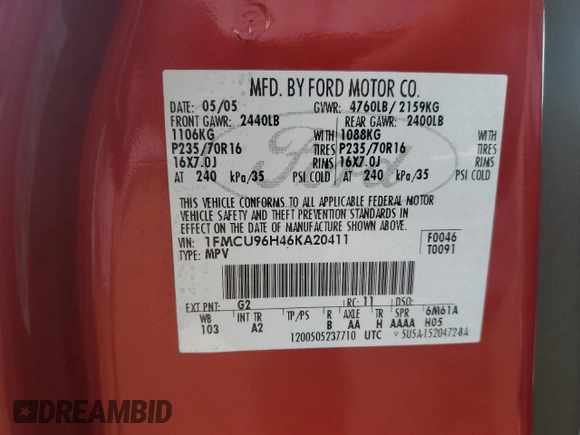 MFD. BY FORD MOTOR CO.
DATE: 05/05 GVWR: 4760LB/ 2159KG
FRONT GAWR: 2440LB REAR GAWR: 2400LB
1106KG WITH 1088KG WITH
P235/70R16 TIRES P235/70R16 TIRES
16X7.0J RIMS 16X7.0J RIMS
AT 240 kPa/35 PSI COLD AT 240 kPa/35 PSI COLD
Ford
THIS VEHICLE CONFORMS TO ALL APPLICABLE FEDERAL MOTOR
VEHICLE SAFETY AND THEFT PREVENTION STANDARDS IN
EFFECT ON THE DATE OF MANUFACTURE SHOWN ABOVE.
VIN: 1FMCU96H46KA20411 F0046
TYPE: MPV T0091
EXT PNT: G2 RC: 11 DSO:
WB INT TR TP/PS R AXLE TR SPR 6M61A
103 A2 B AA H AAAA H05
1200505237710 UTC 5U5A-1520472-BA
DREAMBID